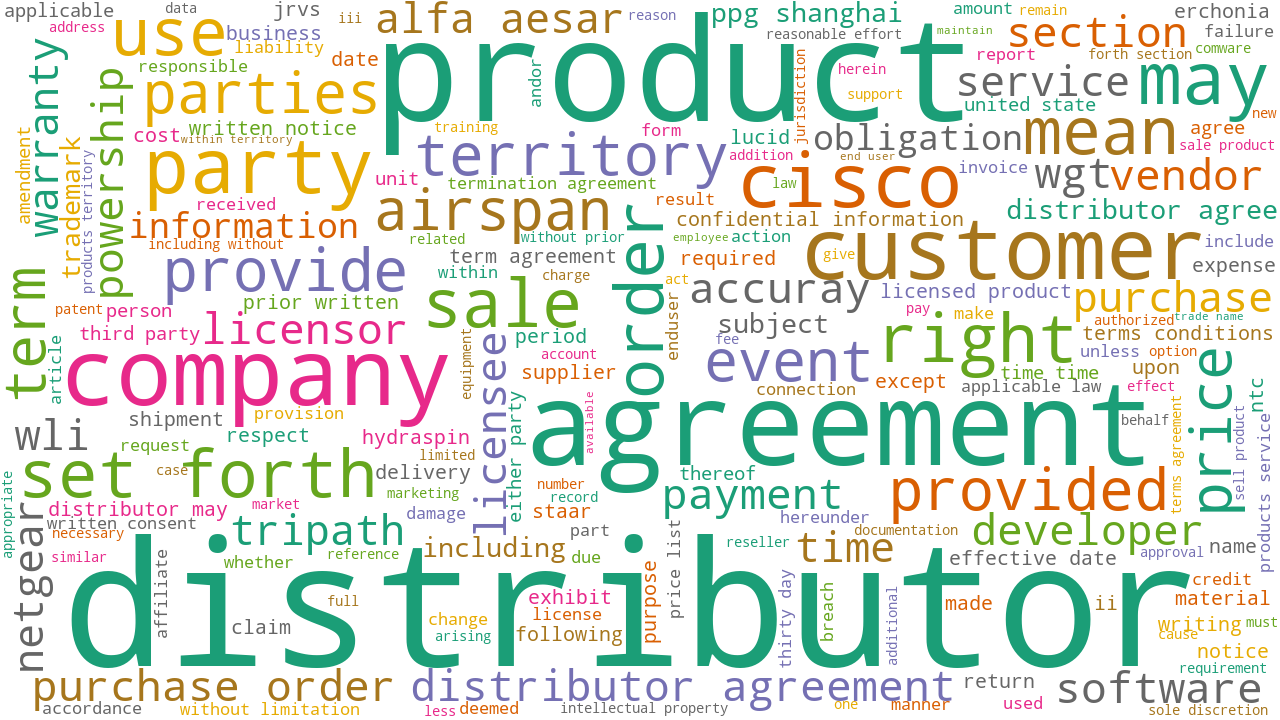 applicable
data
jrvs
iii
alfa aesar
reason
ppg shanghai
amount
remain
erchonia
address
use
business
product
reasonable effort
maintain
section
failure
liability
date
report
forth section
comware
responsible
herein
service
may
warranty
powership
parties
andor
jurisdiction
support
united state
new
cost
written notice
training
form
lucid
obligation
mean
agree
sale product
within territory
party
territory
addition
end user
invoice
amendment
trademark
products territory
unit
termination agreement
law
cisco
wgt
vendor
received
airspan
result
confidential information
distributor agree
information
including without
related
without prior
employee
action
customer
include
provide
term agreement
required
give
expense
within
charge
act
term
prior written
sale
order
accuray
licensed product
purchase
patent
person
enduser
subject
pay
make
authorized
trade name
third party
licensor
period
fee
right
terms conditions
article
company
equipment
licensee
account
supplier
event
unless
option
time time
upon
price
connection
except
applicable law
effect
ntc
shipment
provision
either party
available
agreement
behalf
terms agreement
sell product
products service
wli
request
respect
hydraspin
limited
set forth
case
delivery
thereof
appropriate
marketing
number
record
payment
provided
distributor may
market
damage
staar
hereunder
written consent
necessary
tripath
part
documentation
developer
netgear
similar
whether
reference
including
due
price list
reseller
time
effective date
approval
name
affiliate
distributor
full
exhibit
purpose
thirty day
breach
additional
made
ii
credit
material
claim
change
license
arising
following
writing
must
cause
notice
requirement
purchase order
distributor agreement
return
software
accordance
without limitation
less
deemed
intellectual property
one
manner
used
sole discretion